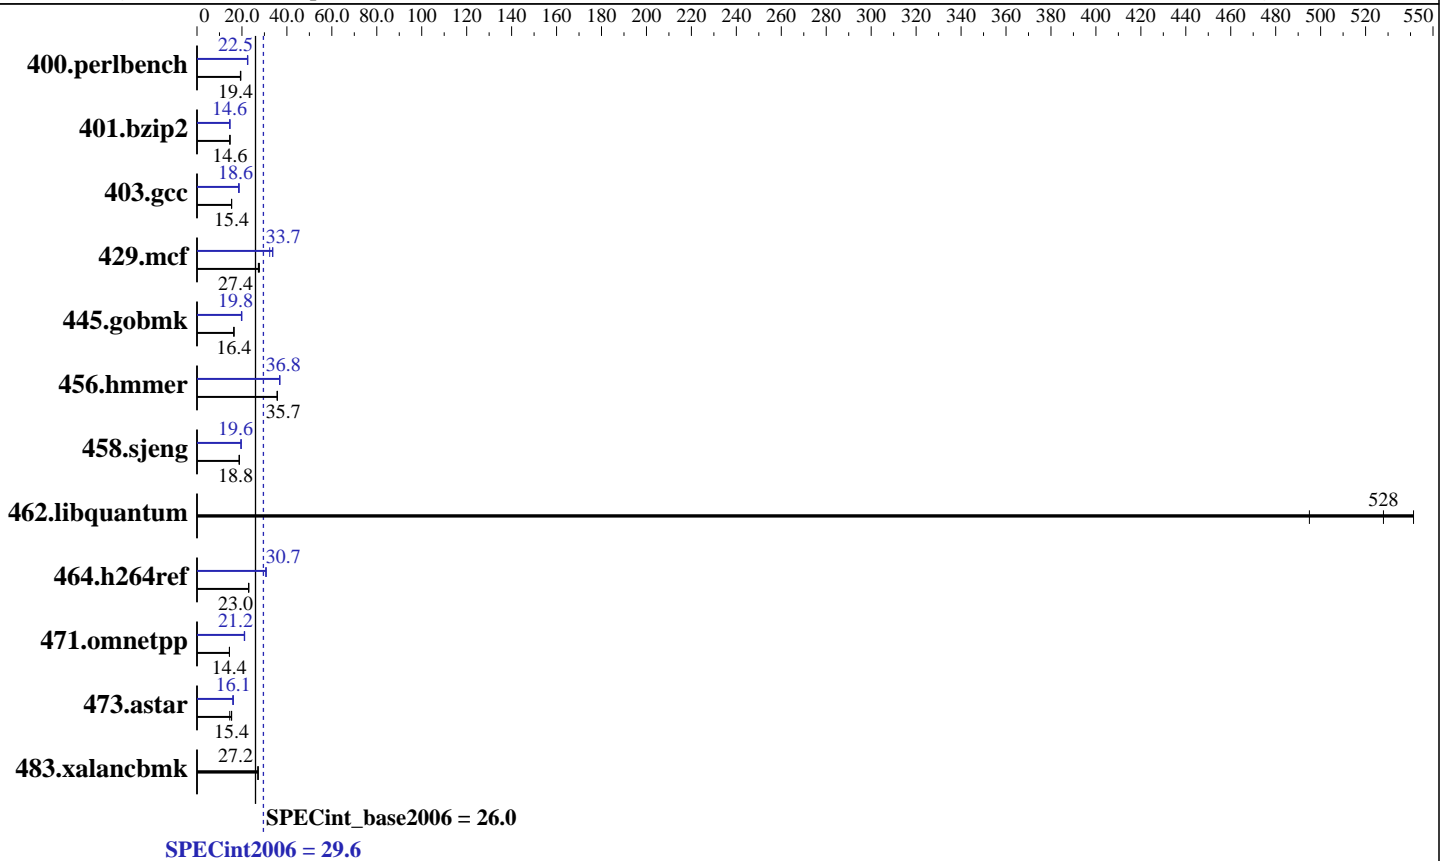 0 20.0 40.0 60.0 80.0 100 120 140 160 180 200 220 240 260 280 300 320 340 360 380 400 420 440 460 480 500 520 550
22.5
400.perlbench
19.4
14.6
401.bzip2
14.6
18.6
403.gcc
15.4
33.7
429.mcf
27.4
19.8
445.gobmk
16.4
36.8
456.hmmer
35.7
19.6
458.sjeng
18.8
528
462.libquantum
30.7
464.h264ref
23.0
21.2
471.omnetpp
14.4
16.1
473.astar
15.4
27.2
483.xalancbmk
SPECint_base2006 = 26.0
SPECint2006 = 29.6